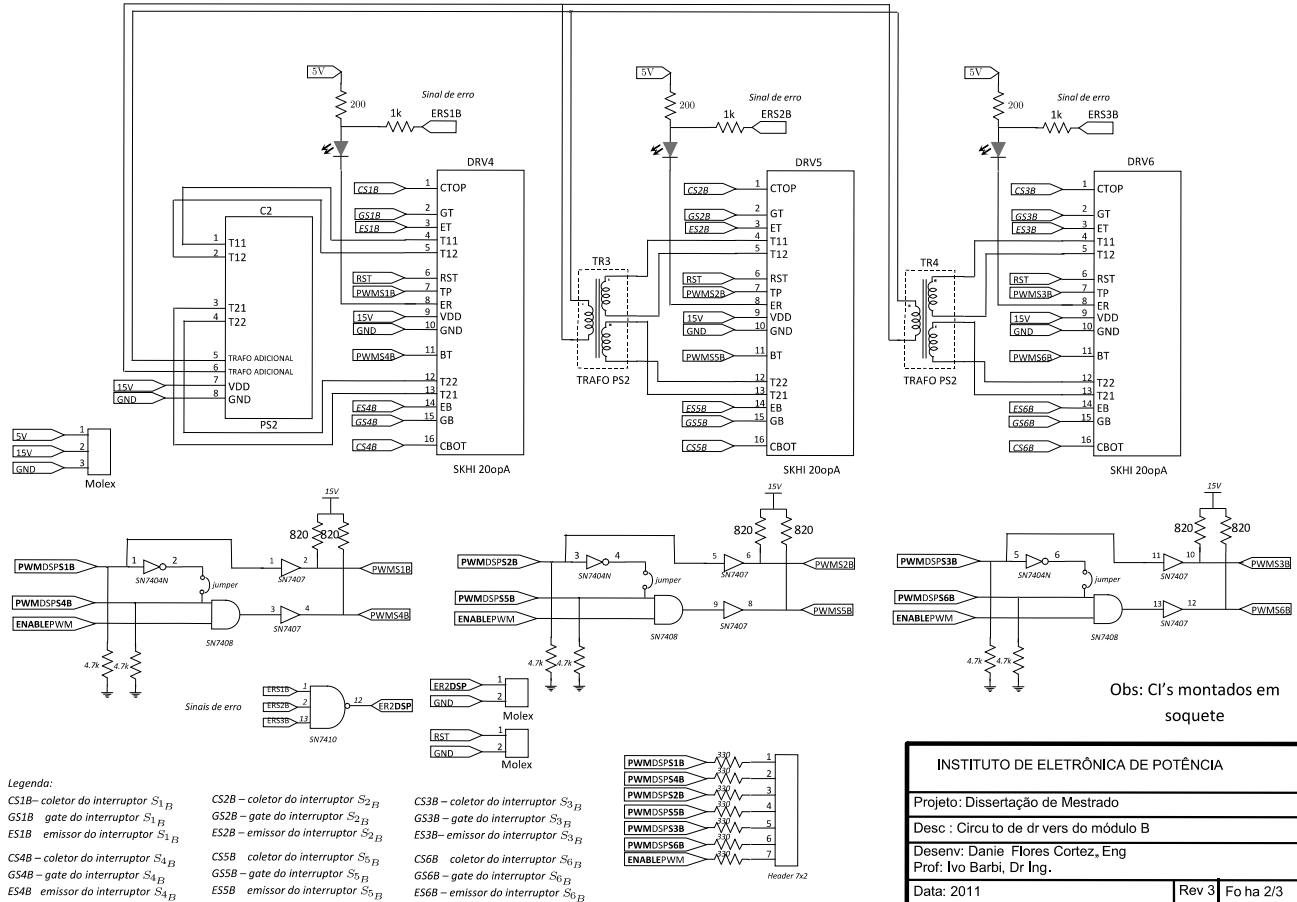 5V
200
Sinal de erro
1k
ERS1B
5V
200
Sinal de erro
1k
ERS2B
5V
200
Sinal de erro
1k
ERS3B
C2
1 T11
2 T12
3 T21
4 T22
5 TRAFO ADICIONAL
6 TRAFO ADICIONAL
15V 7 VDD
GND 8 GND
PS2
DRV4
CS1B 1 CTOP
GS1B 2 GT
ES1B 3 ET
4 T11
5 T12
RST 6 RST
PWMS1B 7 TP
8 ER
15V 9 VDD
GND 10 GND
PWMS4B 11 BT
12 T22
13 T21
ES4B 14 EB
GS4B 15 GB
CS4B 16 CBOT
SKHI 20opA
TR3
TRAFO PS2
DRV5
CS2B 1 CTOP
GS2B 2 GT
ES2B 3 ET
4 T11
5 T12
RST 6 RST
PWMS2B 7 TP
8 ER
15V 9 VDD
GND 10 GND
PWMS5B 11 BT
12 T22
13 T21
ES5B 14 EB
GS5B 15 GB
CS5B 16 CBOT
SKHI 20opA
TR4
TRAFO PS2
DRV6
CS3B 1 CTOP
GS3B 2 GT
ES3B 3 ET
4 T11
5 T12
RST 6 RST
PWMS3B 7 TP
8 ER
15V 9 VDD
GND 10 GND
PWMS6B 11 BT
12 T22
13 T21
ES6B 14 EB
GS6B 15 GB
CS6B 16 CBOT
SKHI 20opA
5V 1
15V 2
GND 3
Molex
15V
820 820
PWMDSPS1B 1 2 1 2 PWMS1B
SN7404N SN7407
jumper
PWMDSPS4B 3 4 PWMS4B
ENABLEPWM
SN7408 SN7407
4.7k 4.7k
15V
820 820
PWMDSPS2B 3 4 5 6 PWMS2B
SN7404N SN7407
jumper
PWMDSPS5B 9 8 PWMS5B
ENABLEPWM
SN7408 SN7407
4.7k 4.7k
15V
820 820
PWMDSPS3B 5 6 11 10 PWMS3B
SN7404N SN7407
jumper
PWMDSPS6B 13 12 PWMS6B
ENABLEPWM
SN7408 SN7407
4.7k 4.7k
Sinais de erro
ERS1B 1
ERS2B 2
ERS3B 13
12 ER2DSP
SN7410
ER2DSP 1
GND 2
Molex
RST 1
GND 2
Molex
PWMDSPS1B 330 1
PWMDSPS4B 330 2
PWMDSPS2B 330 3
PWMDSPS5B 330 4
PWMDSPS3B 330 5
PWMDSPS6B 330 6
ENABLEPWM 330 7
Header 7x2
Obs: CI's montados em
soquete
Legenda:
CS1B – coletor do interruptor S1B
GS1B gate do interruptor S1B
ES1B emissor do interruptor S1B
CS4B – coletor do interruptor S4B
GS4B – gate do interruptor S4B
ES4B emissor do interruptor S4B
CS2B – coletor do interruptor S2B
GS2B – gate do interruptor S2B
ES2B – emissor do interruptor S2B
CS5B coletor do interruptor S5B
GS5B – gate do interruptor S5B
ES5B emissor do interruptor S5B
CS3B – coletor do interruptor S3B
GS3B – gate do interruptor S3B
ES3B – emissor do interruptor S3B
CS6B coletor do interruptor S6B
GS6B – gate do interruptor S6B
ES6B – emissor do interruptor S6B
INSTITUTO DE ELETRÔNICA DE POTÊNCIA
Projeto: Dissertação de Mestrado
Desc : Circu to de dr vers do módulo B
Desenv: Danie Flores Cortez, Eng
Prof: Ivo Barbi, Dr Ing.
Data: 2011 Rev 3 Fo ha 2/3